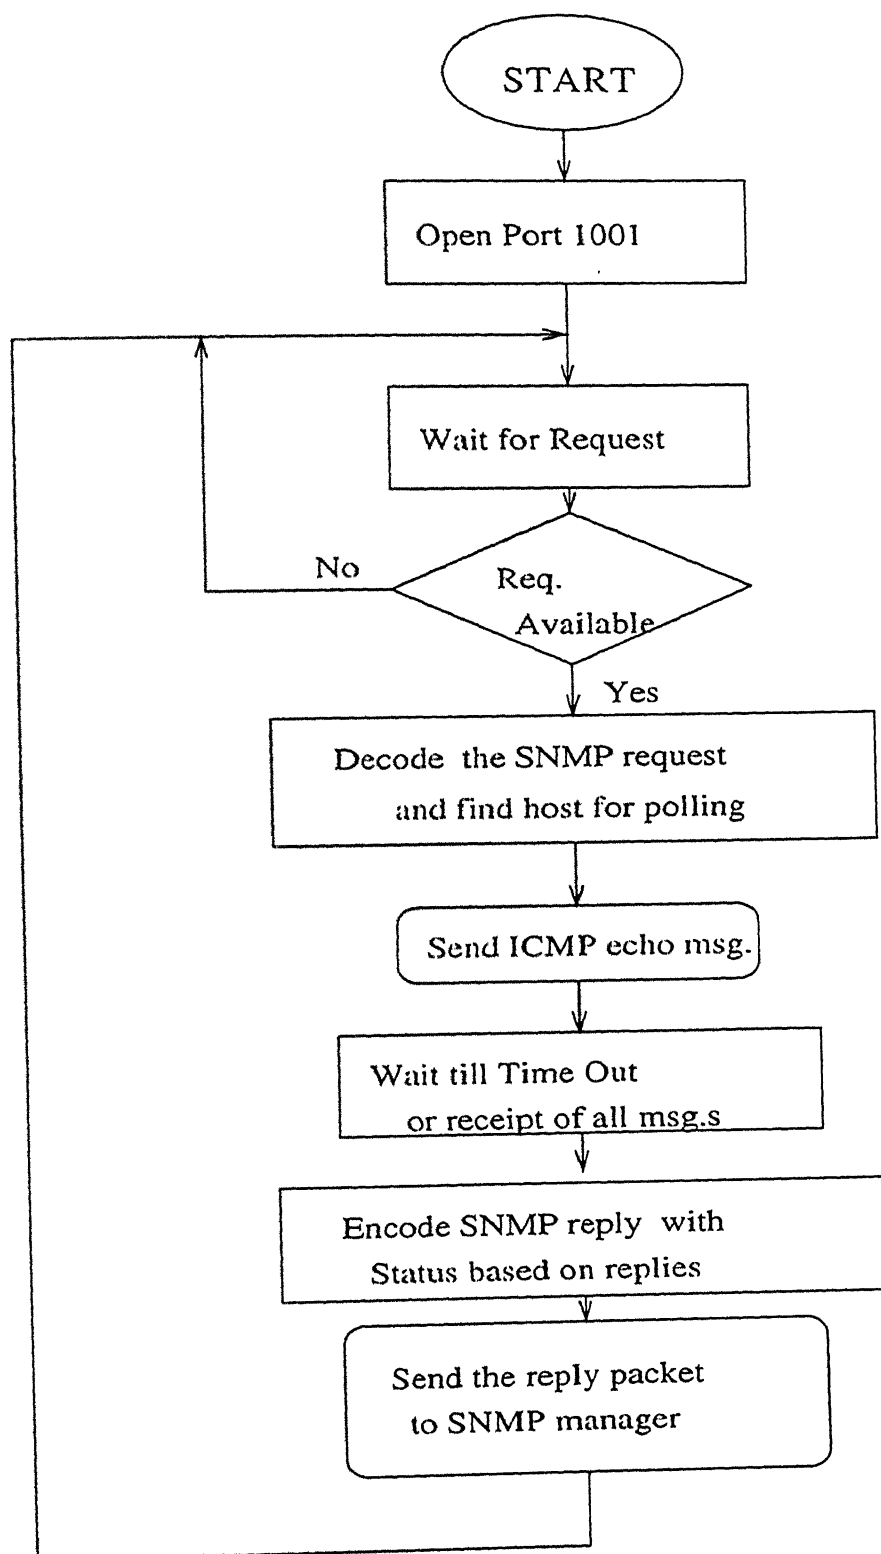 START
Open Port 1001
Wait for Request
No
Req.
Available
Yes
Decode the SNMP request
and find host for polling
Send ICMP echo msg.
Wait till Time Out
or receipt of all msg.s
Encode SNMP reply with
Status based on replies
Send the reply packet
to SNMP manager